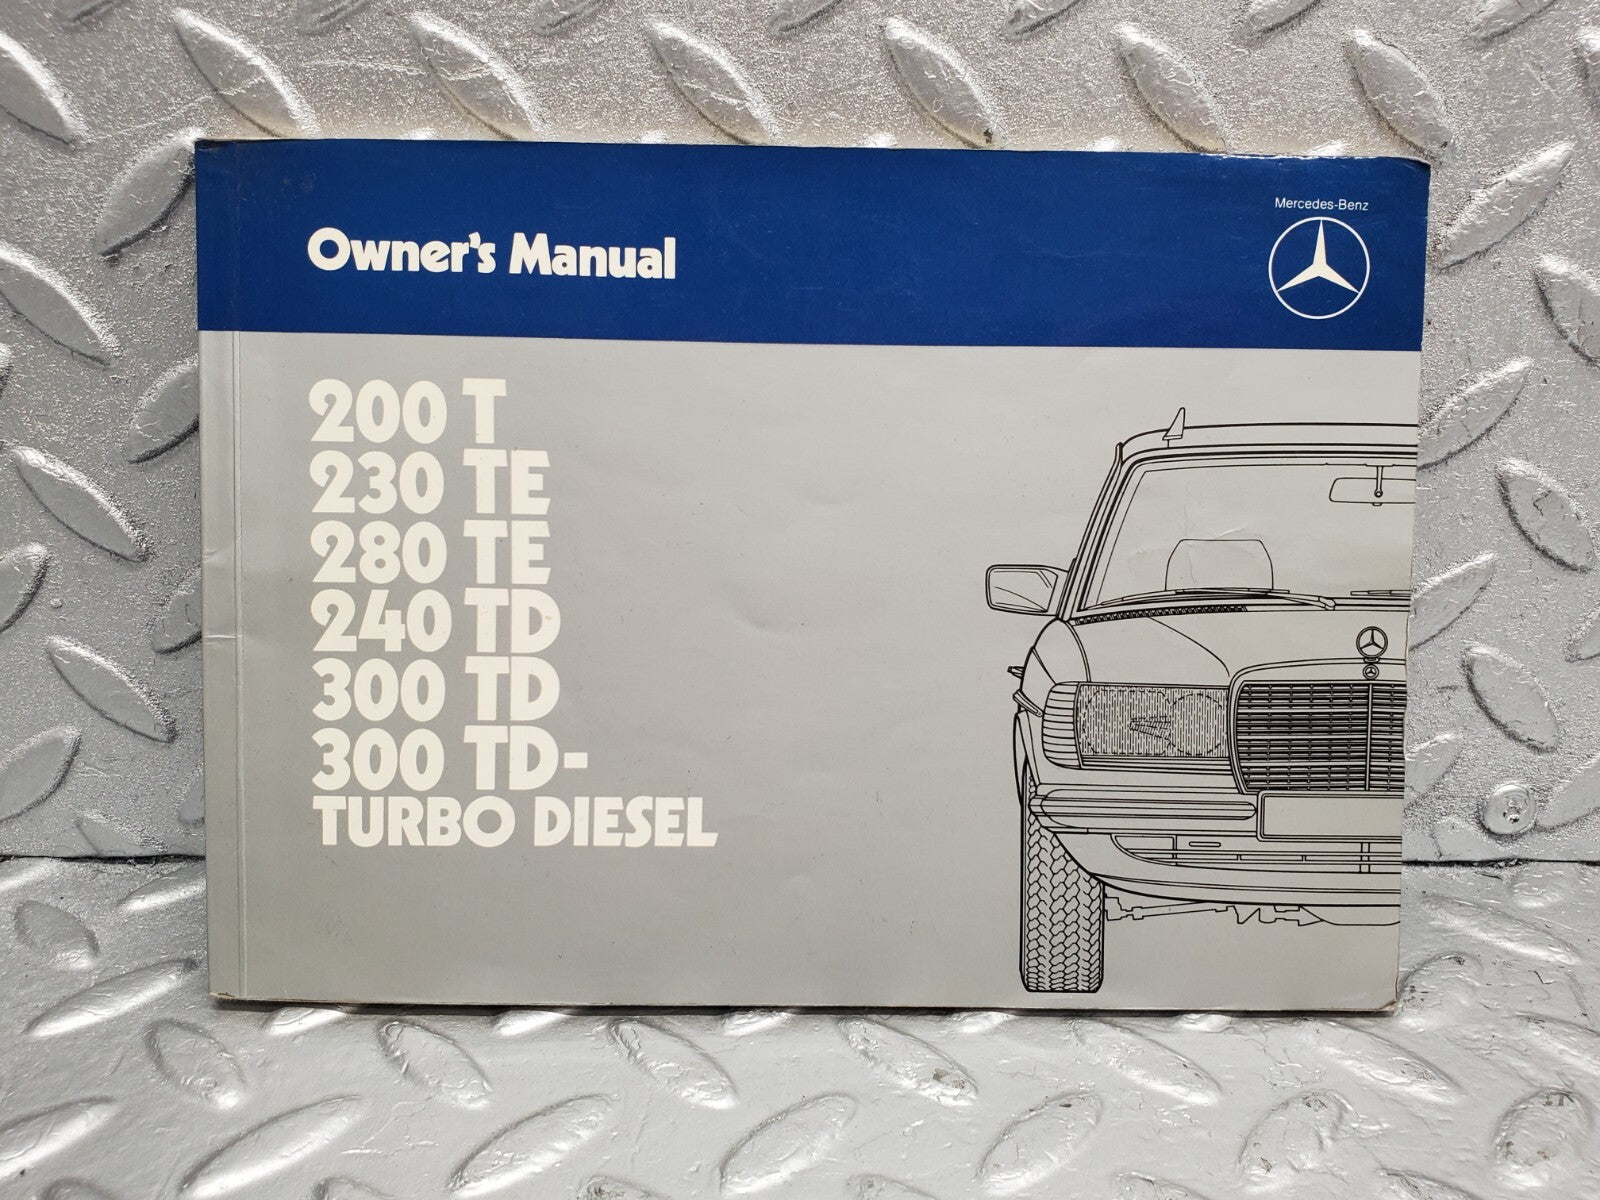 Mercedes-Benz
Owner's Manual
200 T
230 TE
280 TE
240 TD
300 TD
300 TD-
TURBO DIESEL